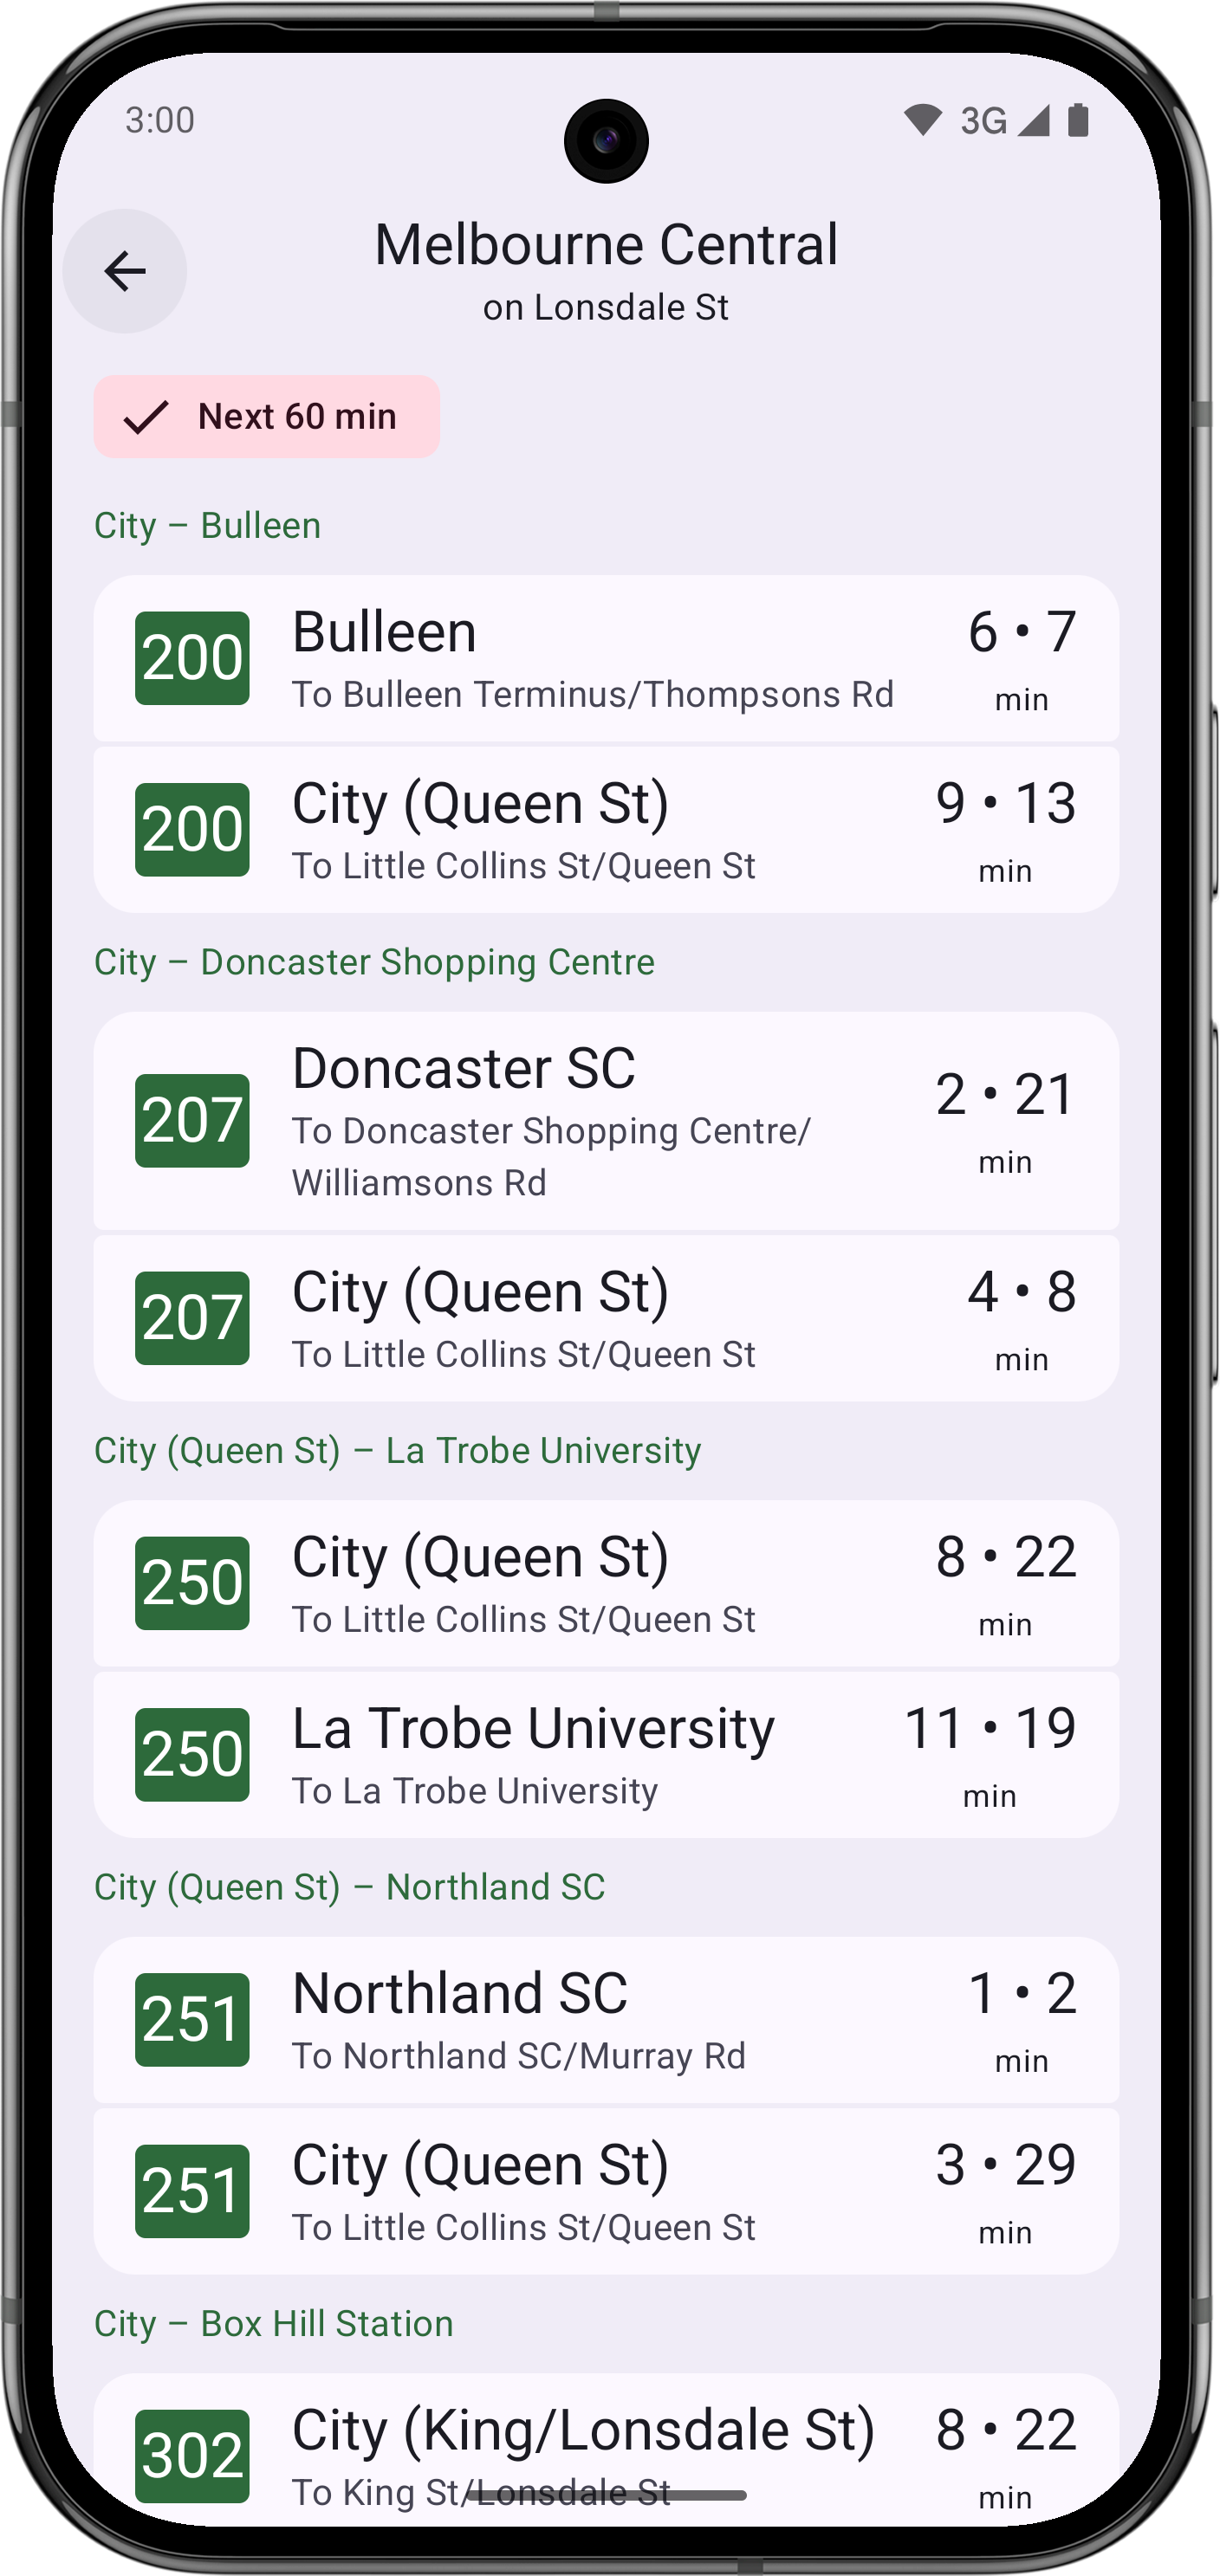 3:00
3G
Melbourne Central
on Lonsdale St
Next 60 min
City – Bulleen
200
Bulleen
To Bulleen Terminus/Thompsons Rd
6 • 7
min
200
City (Queen St)
To Little Collins St/Queen St
9 • 13
min
City – Doncaster Shopping Centre
207
Doncaster SC
To Doncaster Shopping Centre/
Williamsons Rd
2 • 21
min
207
City (Queen St)
To Little Collins St/Queen St
4 • 8
min
City (Queen St) – La Trobe University
250
City (Queen St)
To Little Collins St/Queen St
8 • 22
min
250
La Trobe University
To La Trobe University
11 • 19
min
City (Queen St) – Northland SC
251
Northland SC
To Northland SC/Murray Rd
1 • 2
min
251
City (Queen St)
To Little Collins St/Queen St
3 • 29
min
City – Box Hill Station
302
City (King/Lonsdale St)
To King St/Lonsdale St
8 • 22
min